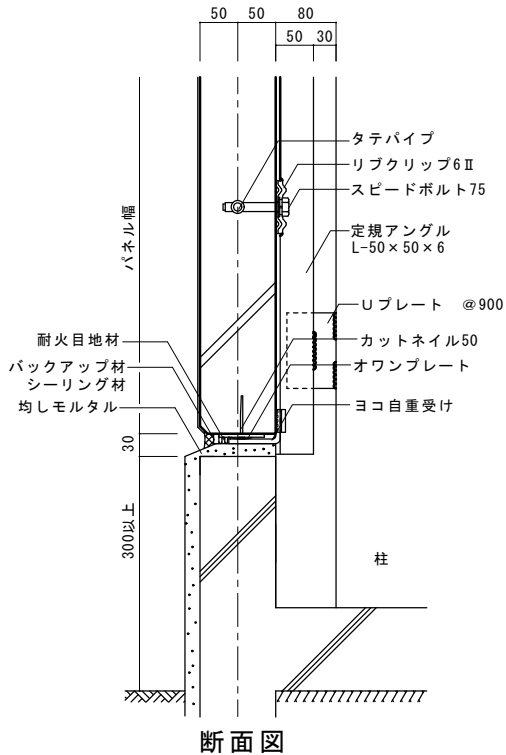 50 50 80
50 30
タテパイプ
リブクリップ6Ⅱ
スピードボルト75
定規アングル
L-50×50×6
Uプレート @900
カットネイル50
オワンプレート
ヨコ自重受け
パネル幅
耐火目地材
バックアップ材
シーリング材
均しモルタル
30
300以上
柱
断面図